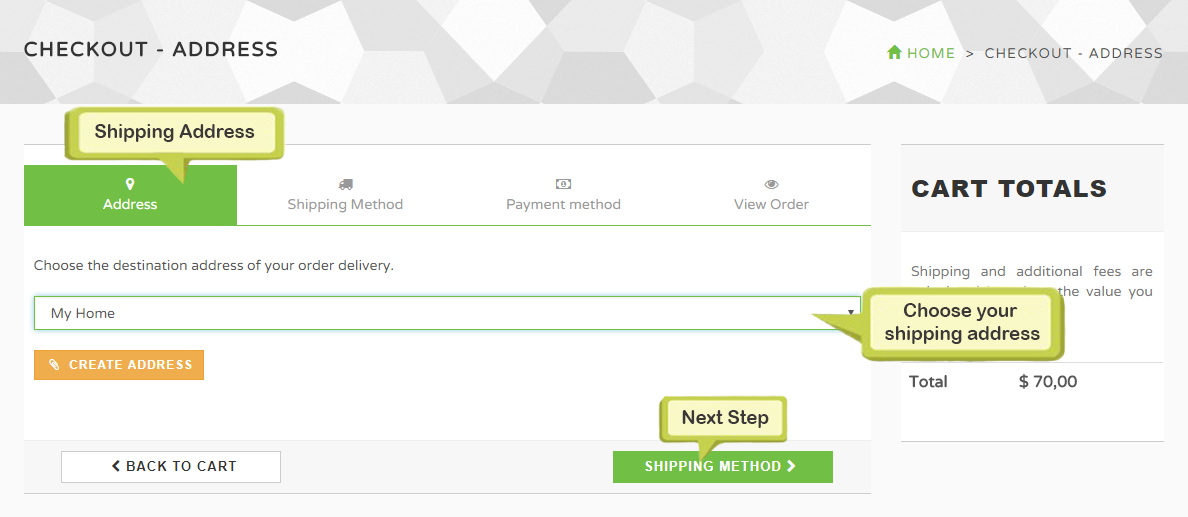 CHECKOUT - ADDRESS
HOME > CHECKOUT - ADDRESS
Shipping Address
Address
Shipping Method
Payment method
View Order
Choose the destination address of your order delivery.
My Home
CREATE ADDRESS
Next Step
BACK TO CART
SHIPPING METHOD
CART TOTALS
Shipping and additional fees are
the value you
Choose your
shipping address
Total $ 70,00